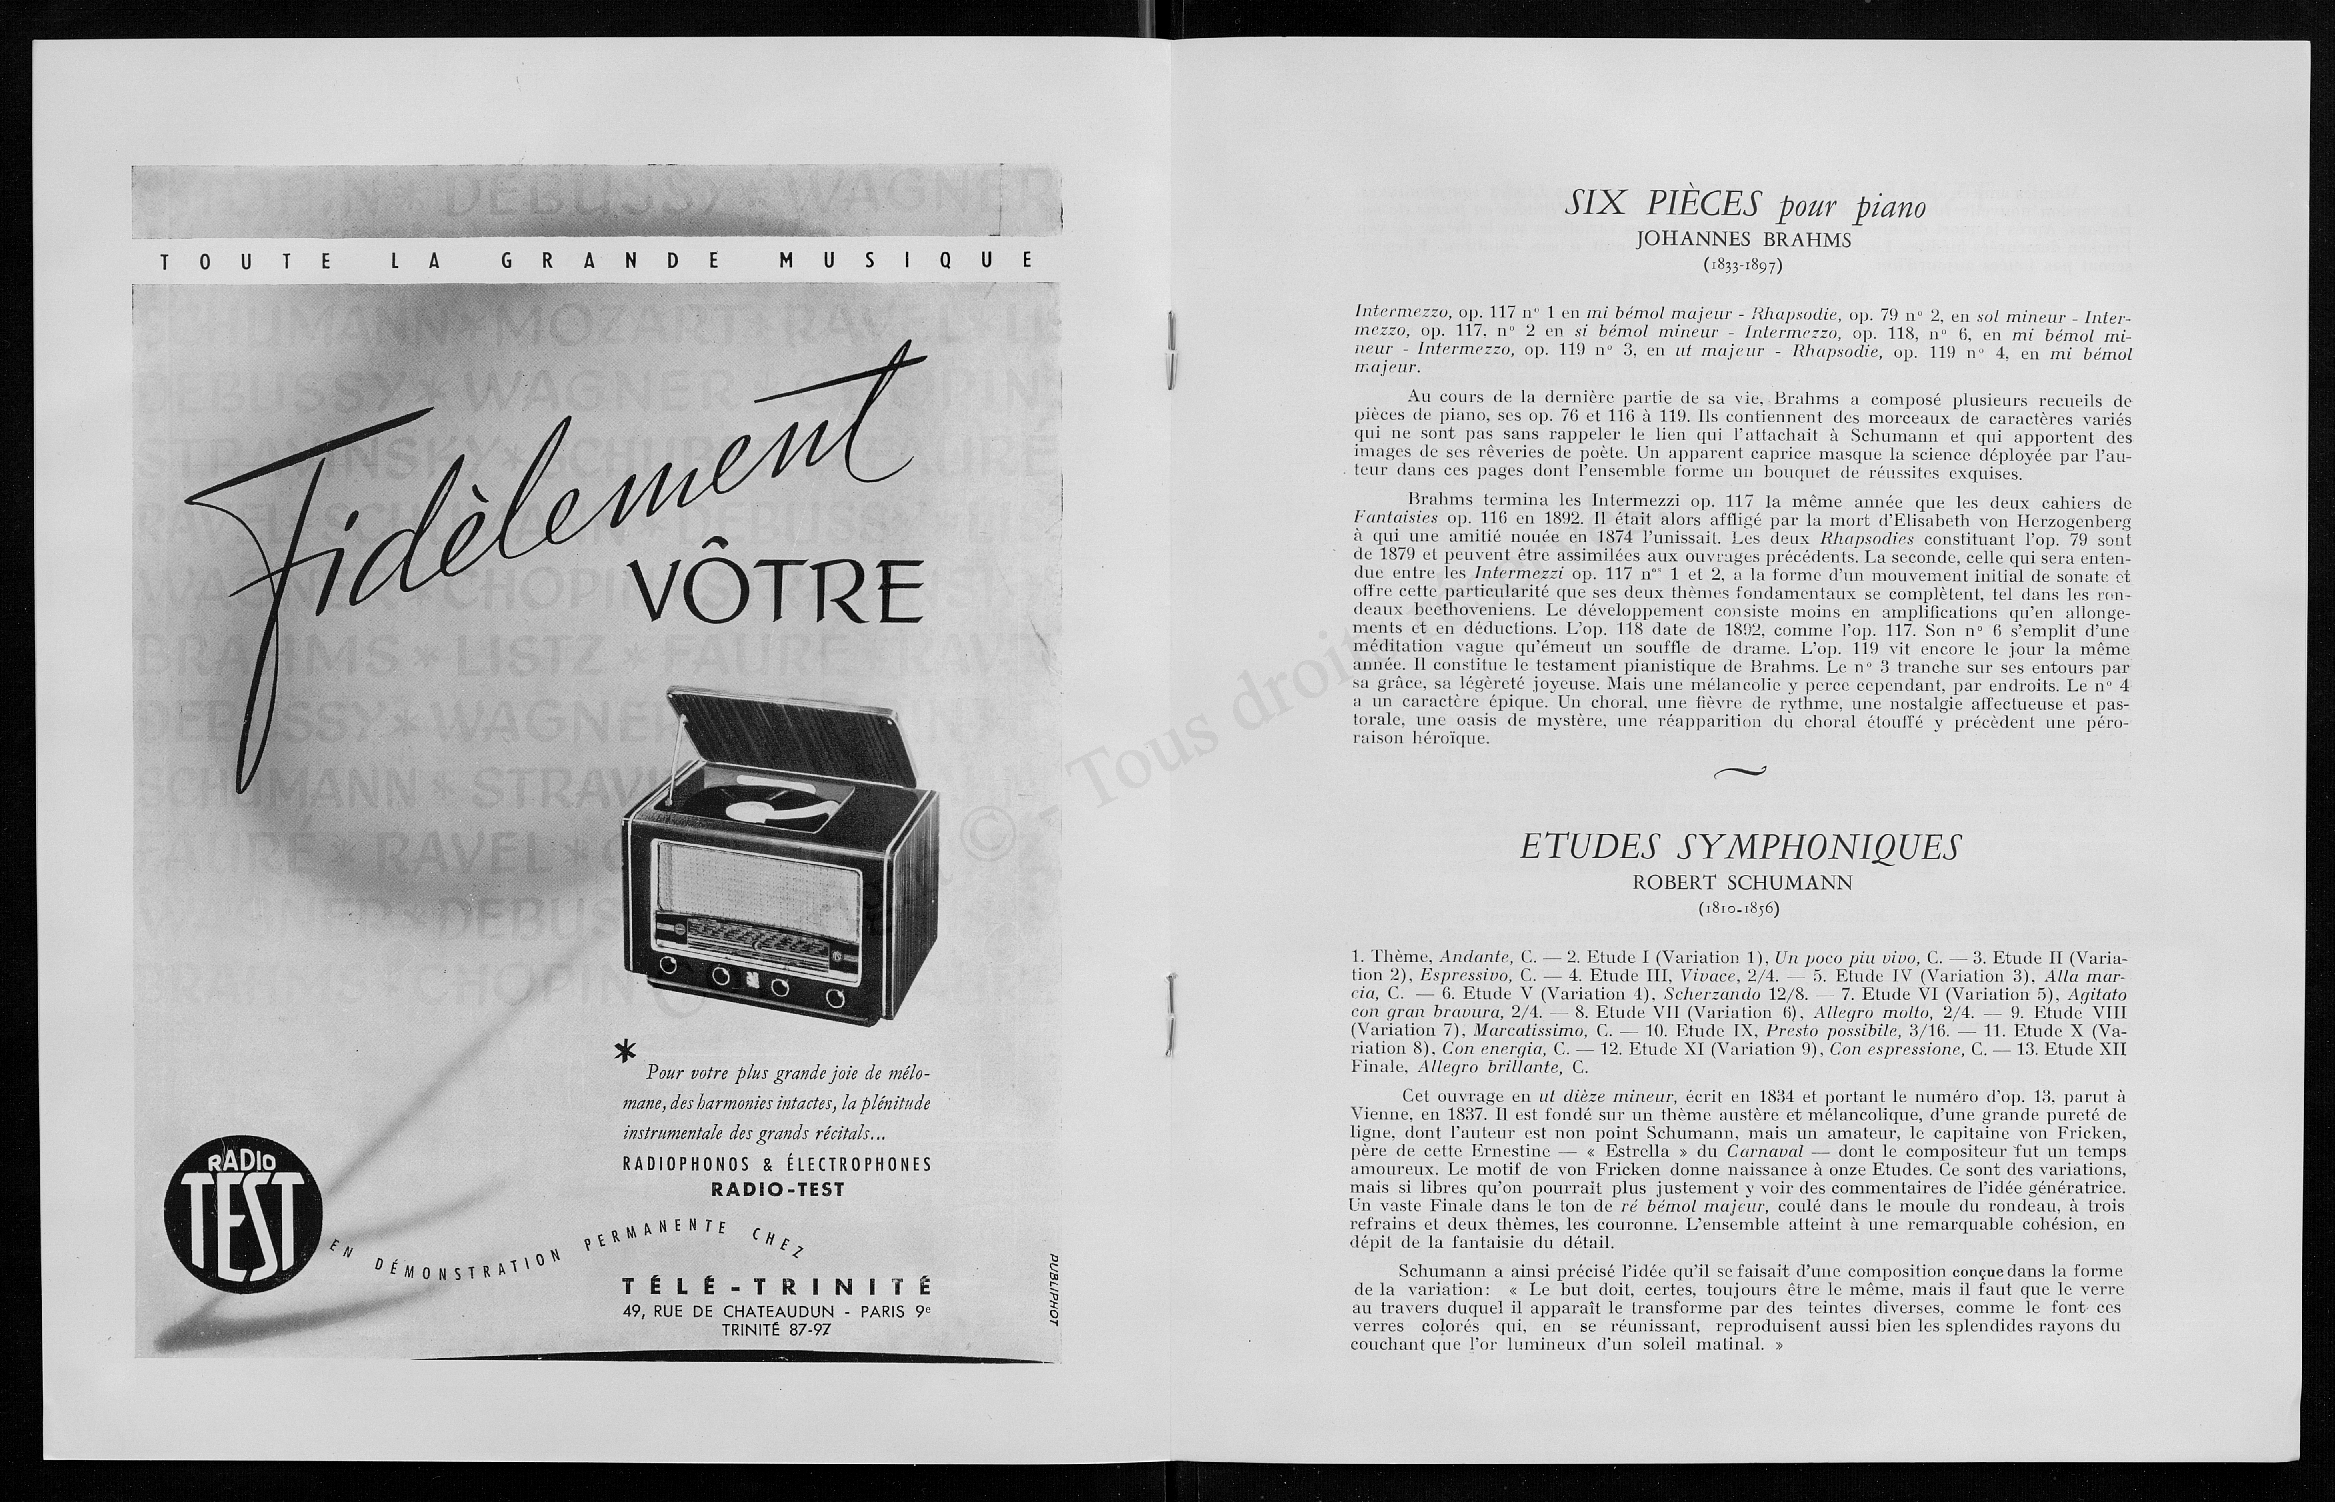 TOUTE LA GRANDE MUSIQUE
Fidèlement
VÔTRE
*
Pour votre plus grande joie de mélo-
mane, des harmonies intactes, la plénitude
instrumentale des grands récitals...
RADIOPHONOS & ÉLECTROPHONES
RADIO-TEST
RADIO
TEST
EN DÉMONSTRATION PERMANENTE CHEZ
TÉLÉ-TRINITÉ
49, RUE DE CHATEAUDUN - PARIS 9e
TRINITÉ 87-97
PUBLIPHOT
SIX PIÈCES pour piano
JOHANNES BRAHMS
(1833-1897)
Intermezzo, op. 117 n° 1 en mi bémol majeur - Rhapsodie, op. 79 n° 2, en sol mineur - Inter-
mezzo, op. 117, n° 2 en si bémol mineur - Intermezzo, op. 118, n° 6, en mi bémol mi-
neur - Intermezzo, op. 119 n° 3, en ut majeur - Rhapsodie, op. 119 n° 4, en mi bémol
majeur.
Au cours de la dernière partie de sa vie, Brahms a composé plusieurs recueils de
pièces de piano, ses op. 76 et 116 à 119. Ils contiennent des morceaux de caractères variés
qui ne sont pas sans rappeler le lien qui l'attachait à Schumann et qui apportent des
images de ses rêveries de poète. Un apparent caprice masque la science déployée par l'au-
teur dans ces pages dont l'ensemble forme un bouquet de réussites exquises.
Brahms termina les Intermezzi op. 117 la même année que les deux cahiers de
Fantaisies op. 116 en 1892. Il était alors affligé par la mort d'Elisabeth von Herzogenberg
à qui une amitié nouée en 1874 l'unissait. Les deux Rhapsodies constituant l'op. 79 sont
de 1879 et peuvent être assimilées aux ouvrages précédents. La seconde, celle qui sera enten-
due entre les Intermezzi op. 117 nos 1 et 2, a la forme d'un mouvement initial de sonate et
offre cette particularité que ses deux thèmes fondamentaux se complètent, tel dans les ron-
deaux beethoveniens. Le développement consiste moins en amplifications qu'en allonge-
ments et en déductions. L'op. 118 date de 1892, comme l'op. 117. Son n° 6 s'emplit d'une
méditation vague qu'émeut un souffle de drame. L'op. 119 vit encore le jour la même
année. Il constitue le testament pianistique de Brahms. Le n° 3 tranche sur ses entours par
sa grâce, sa légèreté joyeuse. Mais une mélancolie y perce cependant, par endroits. Le n° 4
a un caractère épique. Un choral, une fièvre de rythme, une nostalgie affectueuse et pas-
torale, une oasis de mystère, une réapparition du choral étouffé y précèdent une péro-
raison héroïque.
ETUDES SYMPHONIQUES
ROBERT SCHUMANN
(1810-1856)
1. Thème, Andante, C. — 2. Etude I (Variation 1), Un poco piu vivo, C. — 3. Etude II (Varia-
tion 2), Espressivo, C. — 4. Etude III, Vivace, 2/4. — 5. Etude IV (Variation 3), Alla mar-
cia, C. — 6. Etude V (Variation 4), Scherzando 12/8. — 7. Etude VI (Variation 5), Agitato
con gran bravura, 2/4. — 8. Etude VII (Variation 6), Allegro molto, 2/4. — 9. Etude VIII
(Variation 7), Marcatissimo, C. — 10. Etude IX, Presto possibile, 3/16. — 11. Etude X (Va-
riation 8), Con energia, C. — 12. Etude XI (Variation 9), Con espressione, C. — 13. Etude XII
Finale, Allegro brillante, C.
Cet ouvrage en ut dièze mineur, écrit en 1834 et portant le numéro d'op. 13, parut à
Vienne, en 1837. Il est fondé sur un thème austère et mélancolique, d'une grande pureté de
ligne, dont l'auteur est non point Schumann, mais un amateur, le capitaine von Fricken,
père de cette Ernestine — « Estrella » du Carnaval — dont le compositeur fut un temps
amoureux. Le motif de von Fricken donne naissance à onze Etudes. Ce sont des variations,
mais si libres qu'on pourrait plus justement y voir des commentaires de l'idée génératrice.
Un vaste Finale dans le ton de ré bémol majeur, coulé dans le moule du rondeau, à trois
refrains et deux thèmes, les couronne. L'ensemble atteint à une remarquable cohésion, en
dépit de la fantaisie du détail.
Schumann a ainsi précisé l'idée qu'il se faisait d'une composition conçue dans la forme
de la variation: « Le but doit, certes, toujours être le même, mais il faut que le verre
au travers duquel il apparaît le transforme par des teintes diverses, comme le font ces
verres colorés qui, en se réunissant, reproduisent aussi bien les splendides rayons du
couchant que l'or lumineux d'un soleil matinal. »